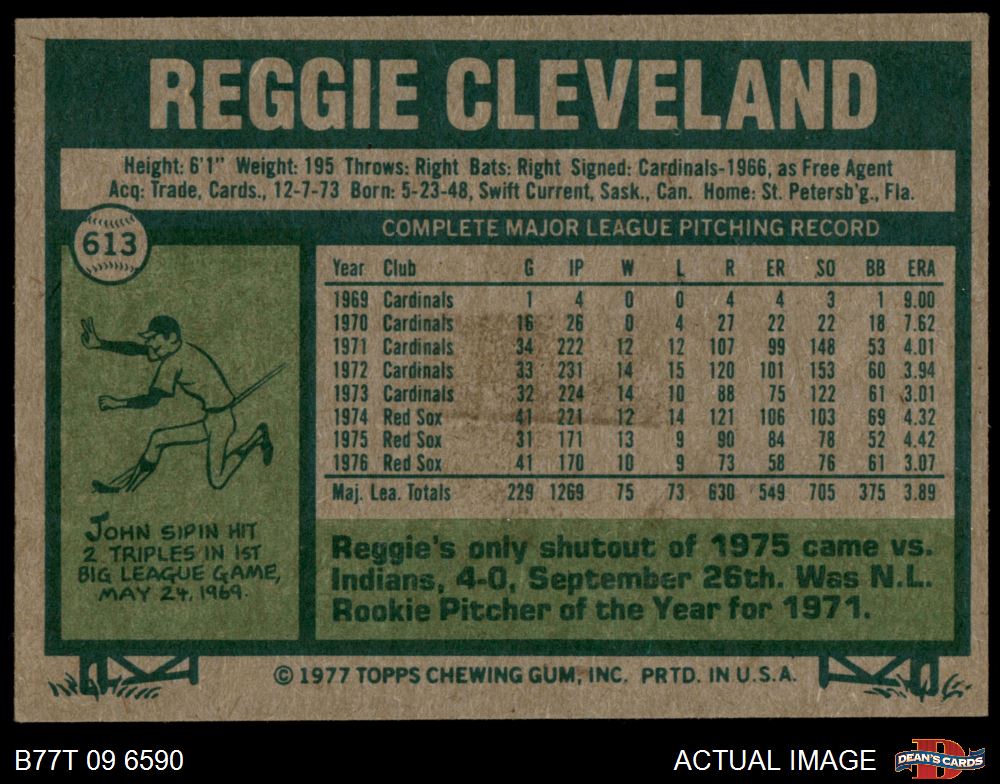 REGGIE CLEVELAND
Height: 6'1" Weight: 195 Throws: Right Bats: Right Signed: Cardinals-1966, as Free Agent
Acq: Trade, Cards., 12-7-73 Born: 5-23-48, Swift Current, Sask., Can. Home: St. Petersb'g., Fla.
613
COMPLETE MAJOR LEAGUE PITCHING RECORD
Year Club G IP W L R ER SO BB ERA
1969 Cardinals 1 4 0 0 4 4 3 1 9.00
1970 Cardinals 16 26 0 4 27 22 22 18 7.62
1971 Cardinals 34 222 12 12 107 99 148 53 4.01
1972 Cardinals 33 231 14 15 120 101 153 60 3.94
1973 Cardinals 32 224 14 10 88 75 122 61 3.01
1974 Red Sox 41 221 12 14 121 106 103 69 4.32
1975 Red Sox 31 171 13 9 90 84 78 52 4.42
1976 Red Sox 41 170 10 9 73 58 76 61 3.07
Maj. Lea. Totals 229 1269 75 73 630 549 705 375 3.89
JOHN SIPIN HIT
2 TRIPLES IN 1ST
BIG LEAGUE GAME,
MAY 24, 1969.
Reggie's only shutout of 1975 came vs.
Indians, 4-0, September 26th. Was N.L.
Rookie Pitcher of the Year for 1971.
© 1977 TOPPS CHEWING GUM, INC. PRTD. IN U.S.A.
B77T 09 6590
ACTUAL IMAGE
D
DEAN'S CARDS